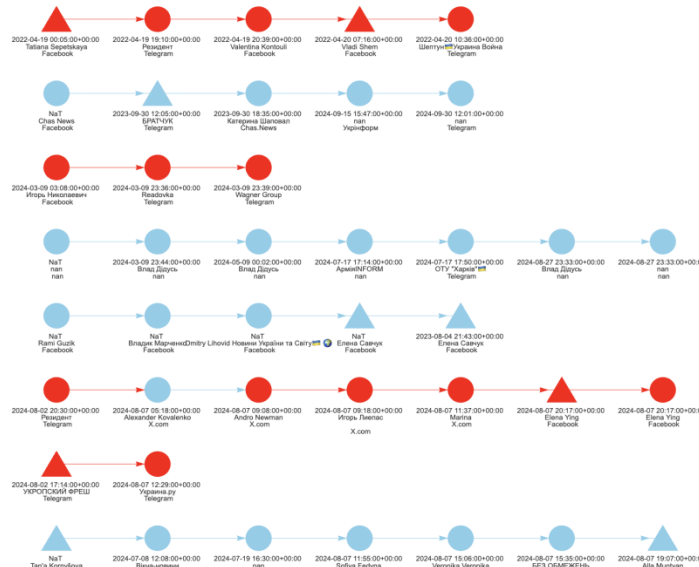 2022-04-19 00:05:00+00:00 2022-04-19 19:10:00+00:00 2022-04-19 20:39:00+00:00 2022-04-20 07:16:00+00:00 2022-04-20 10:36:00+00:00
Tatiana Sepetskaya Резидент Valentina Kontouli Vladi Shem Шептун🇺🇦Украина Война
Facebook Telegram Facebook Facebook Telegram
NaT 2023-09-30 12:05:00+00:00 2023-09-30 18:35:00+00:00 2024-09-15 15:47:00+00:00 2024-09-30 12:01:00+00:00
Chas News БРАТЧУК Катерина Шаповал nan nan
Facebook Telegram Chas.News Укрінформ Telegram
2024-03-09 03:08:00+00:00 2024-03-09 23:36:00+00:00 2024-03-09 23:39:00+00:00
Игорь Николаевич Readovka Wagner Group
Facebook Telegram Telegram
NaT 2024-03-09 23:44:00+00:00 2024-05-09 00:02:00+00:00 2024-07-17 17:14:00+00:00 2024-07-17 17:50:00+00:00 2024-08-27 23:33:00+00:00 2024-08-27 23:33:00+00:00
nan Влад Дідусь Влад Дідусь АрміяINFORM ОТУ "Харків"🇺🇦 Влад Дідусь nan
nan nan nan nan Telegram nan nan
NaT NaT NaT NaT 2023-08-04 21:43:00+00:00
Rami Guzik Владик Марченко Dmitry Lihovid Новини України та Світу🇺🇦 🌍 Елена Савчук Елена Савчук
Facebook Facebook Facebook Facebook Facebook
2024-08-02 20:30:00+00:00 2024-08-07 05:18:00+00:00 2024-08-07 09:08:00+00:00 2024-08-07 09:18:00+00:00 2024-08-07 11:37:00+00:00 2024-08-07 20:17:00+00:00 2024-08-07 20:17:00+00:00
Резидент Alexander Kovalenko Andro Newman Игорь Лиепас Marina Elena Ying Elena Ying
Telegram X.com X.com X.com Facebook Facebook
X.com
2024-08-02 17:14:00+00:00 2024-08-07 12:29:00+00:00
УКРОПСКИЙ ФРЕШ Украина.ру
Telegram Telegram
NaT 2024-07-08 12:08:00+00:00 2024-07-19 16:30:00+00:00 2024-08-07 11:55:00+00:00 2024-08-07 15:06:00+00:00 2024-08-07 15:35:00+00:00 2024-08-07 19:07:00+00:00
nan Sofiya Fedyna Veronika Veronika БЕЗ ОБМЕЖЕНЬ Alla Muntyan